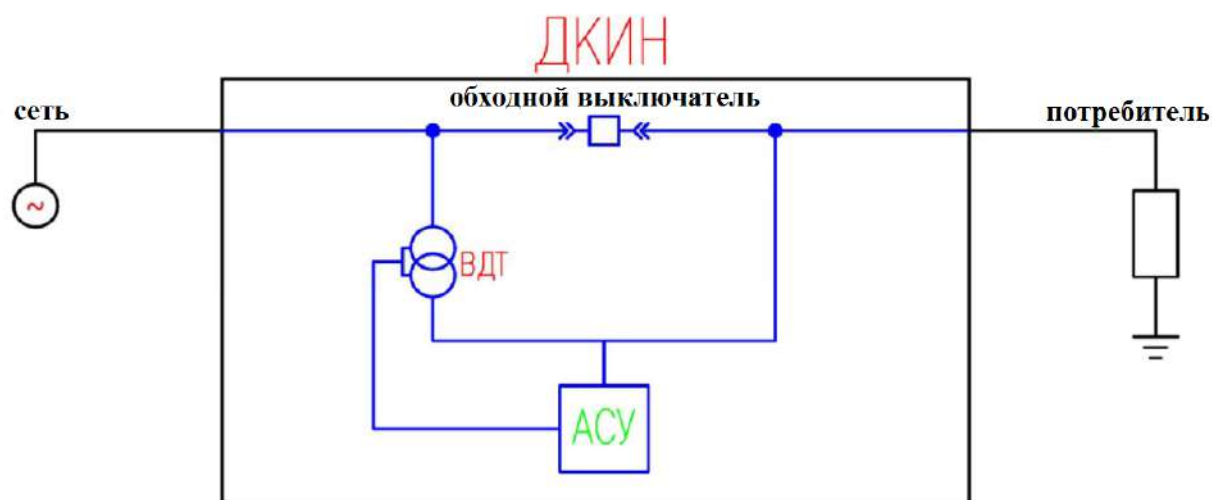 ДКИН
сеть
обходной выключатель
потребитель
ВДТ
АСУ